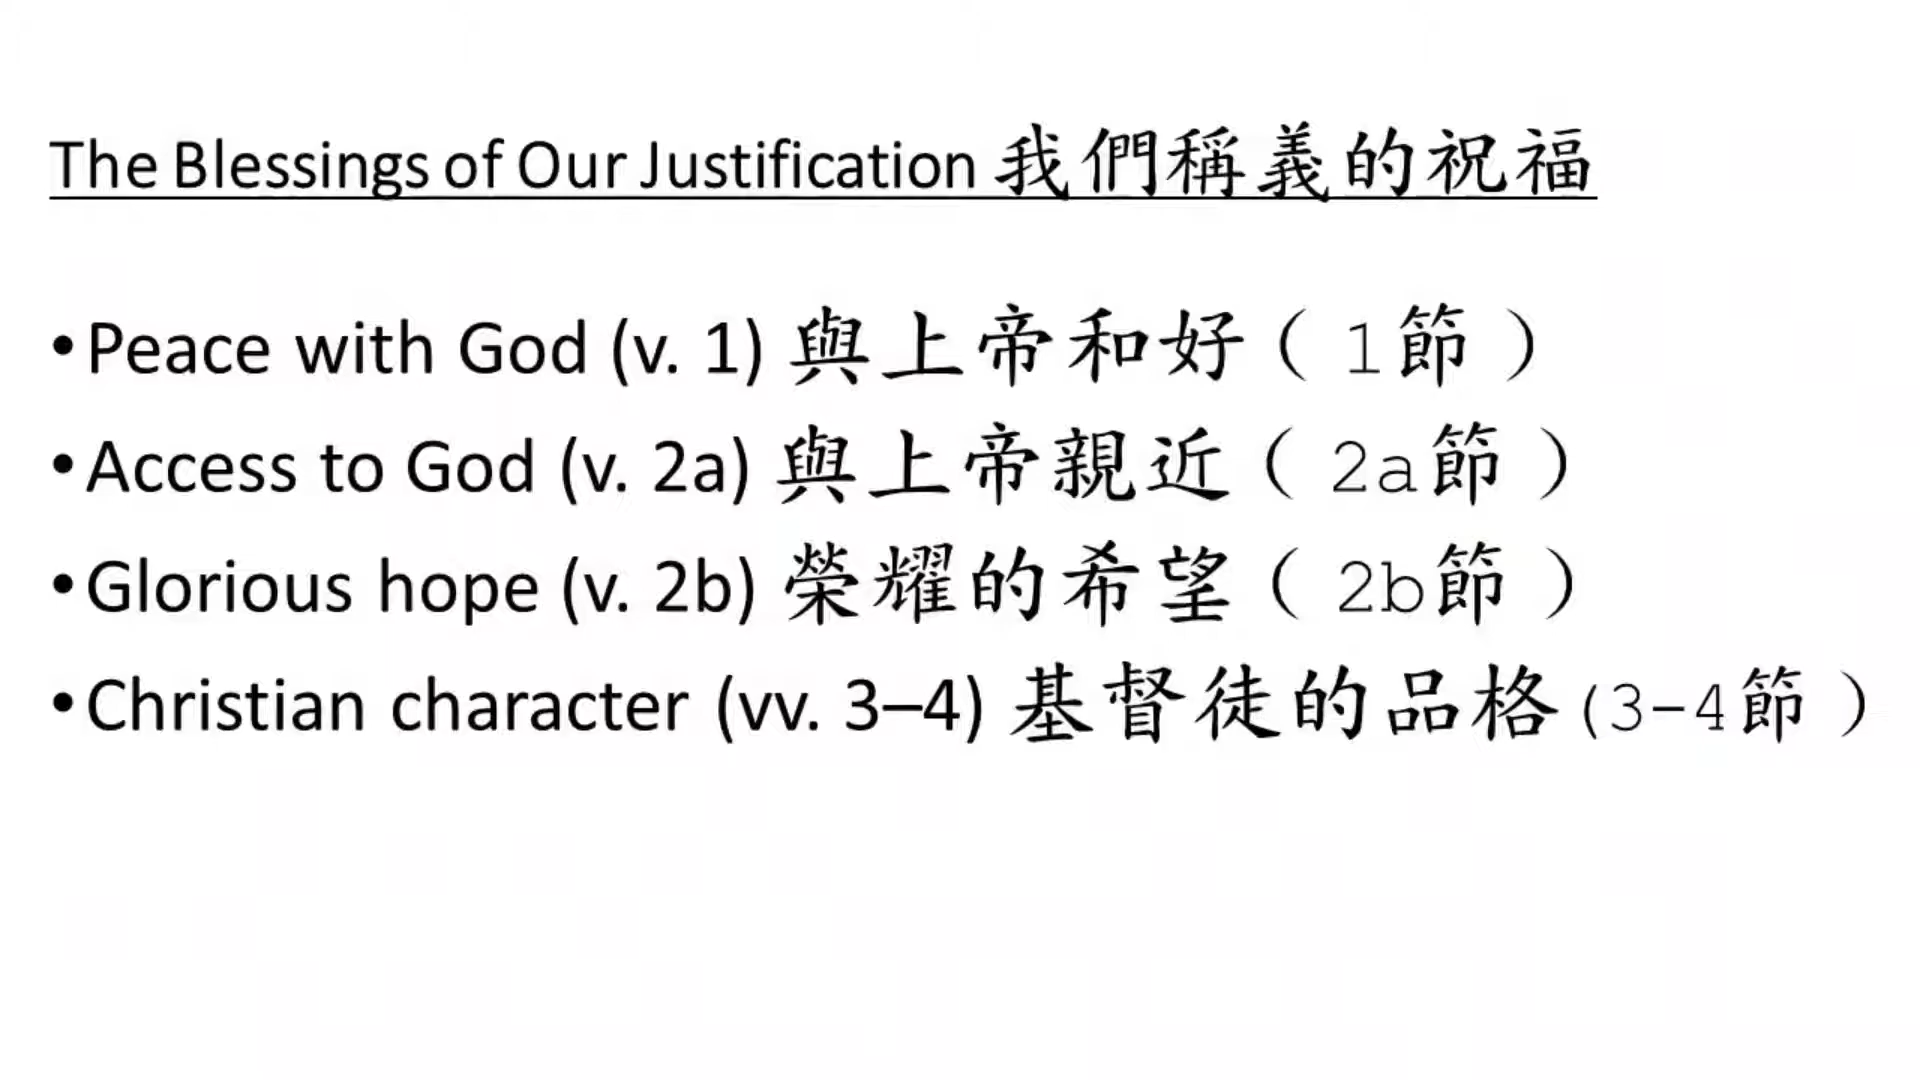 The Blessings of Our Justification 我們稱義的祝福
•Peace with God (v. 1) 與上帝和好（1節）
•Access to God (v. 2a) 與上帝親近（2a節）
•Glorious hope (v. 2b) 榮耀的希望（2b節）
•Christian character (vv. 3–4) 基督徒的品格(3-4節）